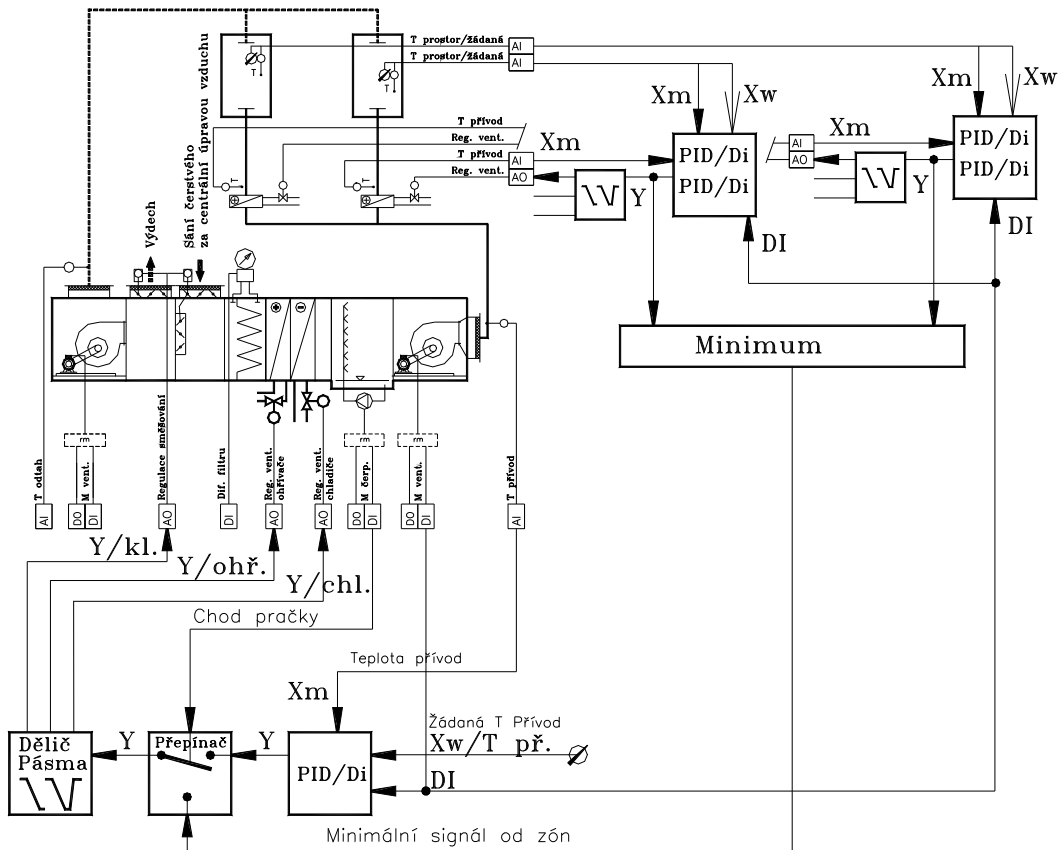 T prostor/žádaná
AI
T prostor/žádaná
AI
Xm
Xw
Xm
Xw
T
T
T přívod
Reg. vent.
Xm
T přívod
AI
Reg. vent.
AO
PID/Di
PID/Di
Y
DI
AI
AO
Xm
PID/Di
PID/Di
Y
DI
T
T
Výdech
Sání čerstvého
za centrální úpravou vzduchu
Minimum
rm
rm
rm
T odtah
M vent.
Regulace směšování
Dif. filtru
Reg. vent.
ohřívače
Reg. vent.
chladiče
M čerp.
M vent.
T přívod
AI
DO
DI
AO
DI
AO
AO
DO
DI
DO
DI
AI
Y/kl.
Y/ohř.
Y/chl.
Chod pračky
Teplota přívod
Xm
Žádaná T Přívod
Xw/T př.
Dělič
Pásma
Y
Přepínač
Y
PID/Di
DI
Minimální signál od zón